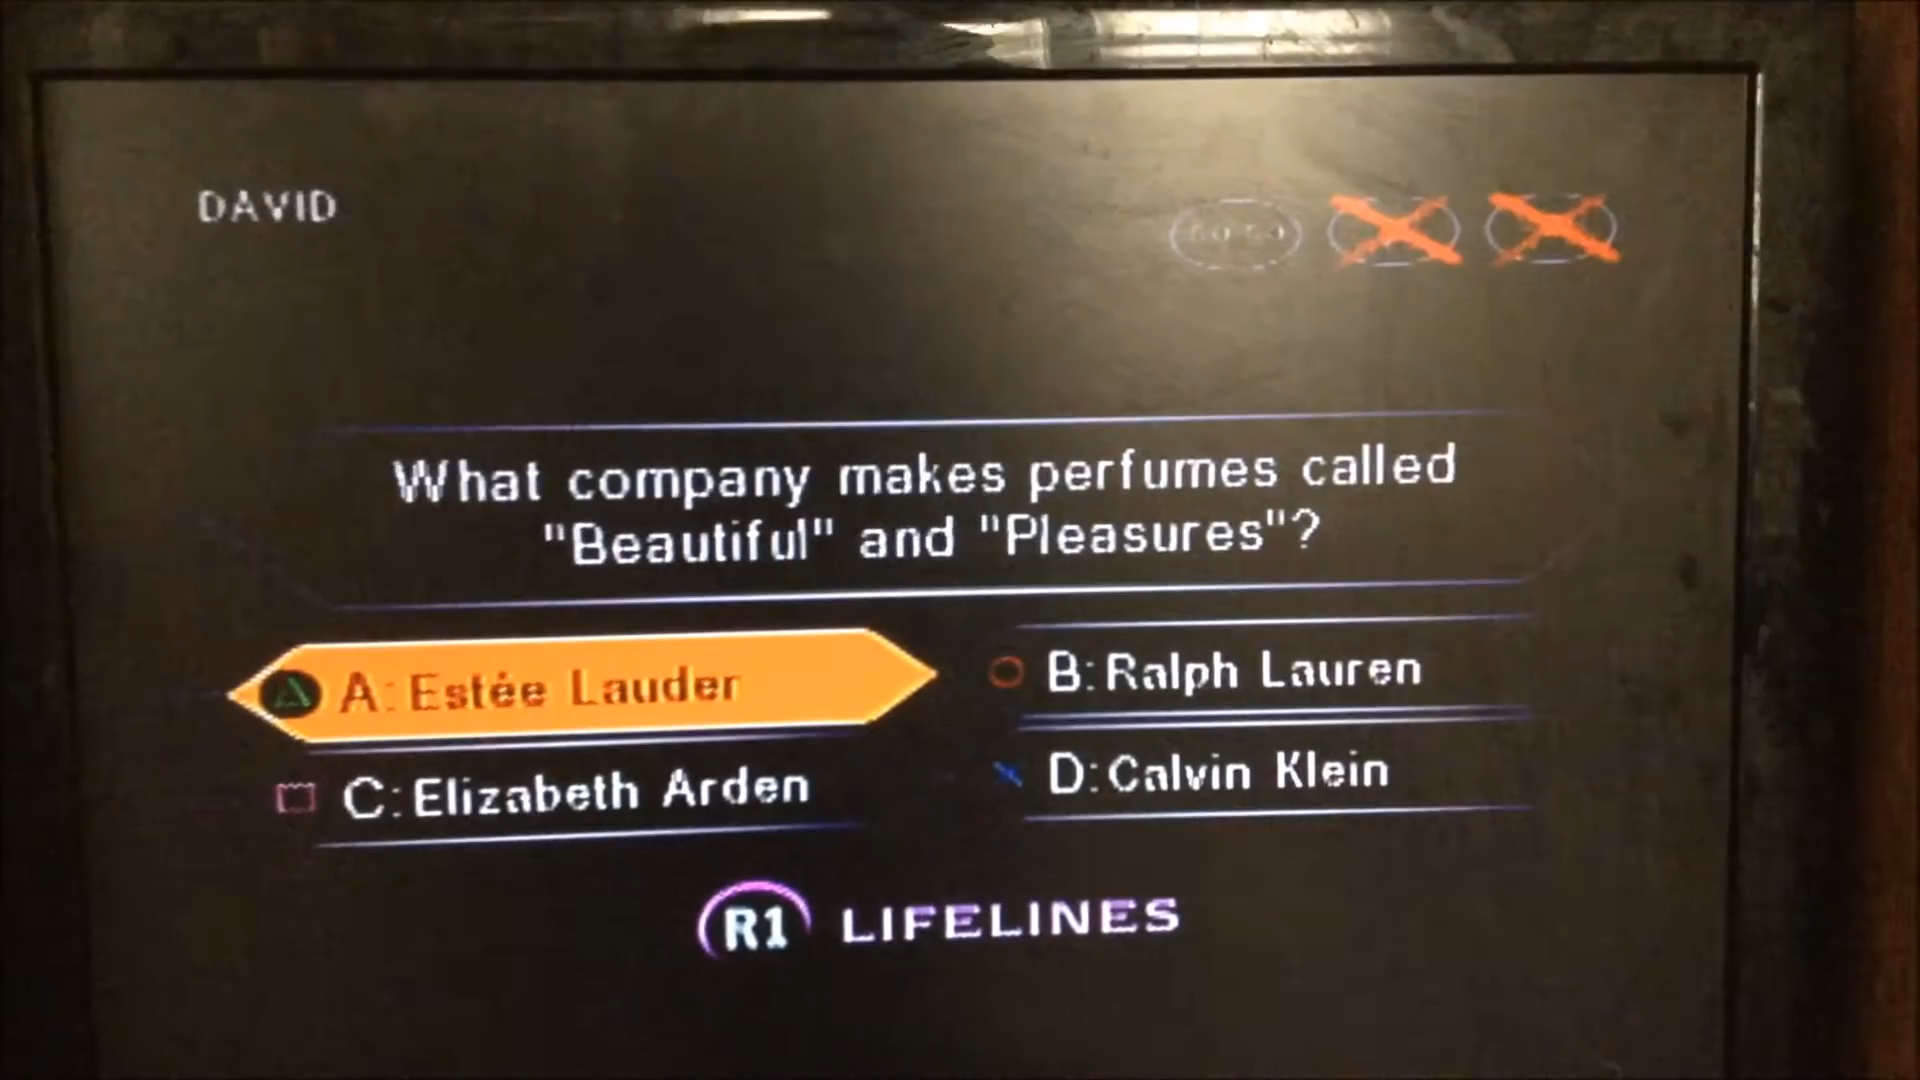 DAVID
What company makes perfumes called
"Beautiful" and "Pleasures"?
A: Estée Lauder
B: Ralph Lauren
C: Elizabeth Arden
D: Calvin Klein
R1 LIFELINES